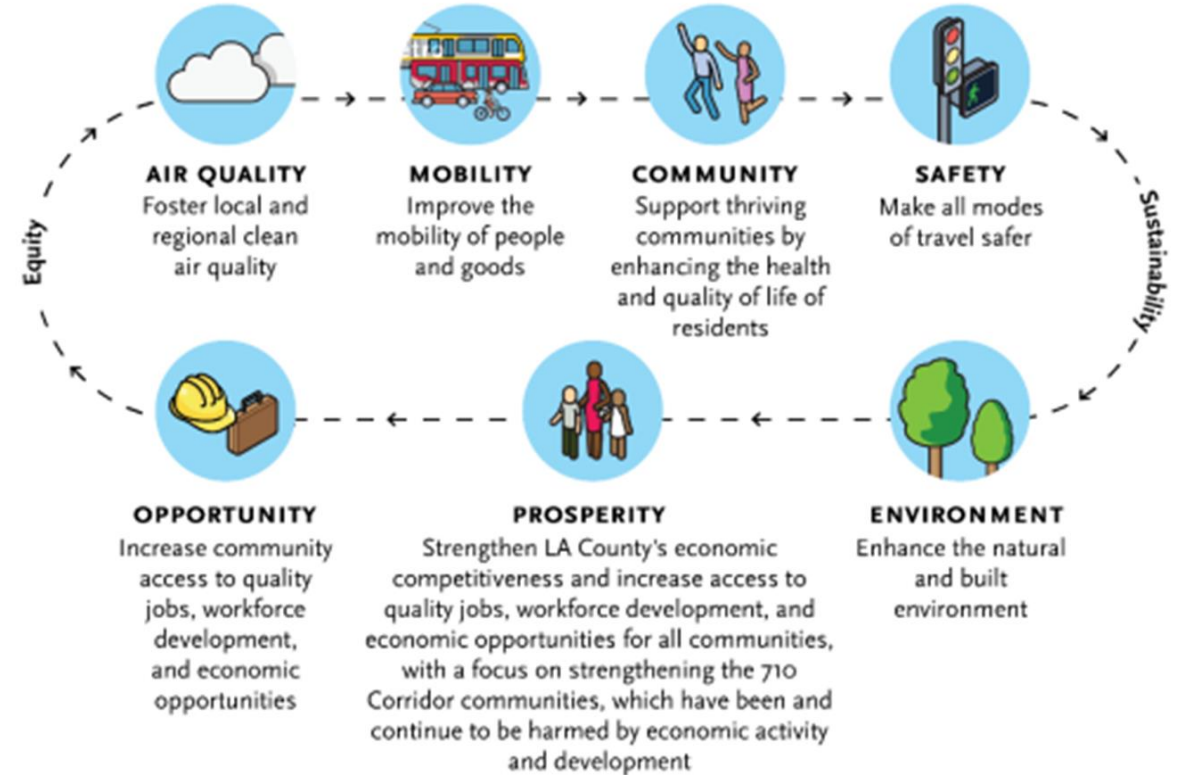 AIR QUALITY
Foster local and
regional clean
air quality
MOBILITY
Improve the
mobility of people
and goods
COMMUNITY
Support thriving
communities by
enhancing the health
and quality of life of
residents
SAFETY
Make all modes
of travel safer
Sustainability
ENVIRONMENT
Enhance the natural
and built
environment
PROSPERITY
Strengthen LA County's economic
competitiveness and increase access to
quality jobs, workforce development, and
economic opportunities for all communities,
with a focus on strengthening the 710
Corridor communities, which have been and
continue to be harmed by economic activity
and development
OPPORTUNITY
Increase community
access to quality
jobs, workforce
development,
and economic
opportunities
Equity